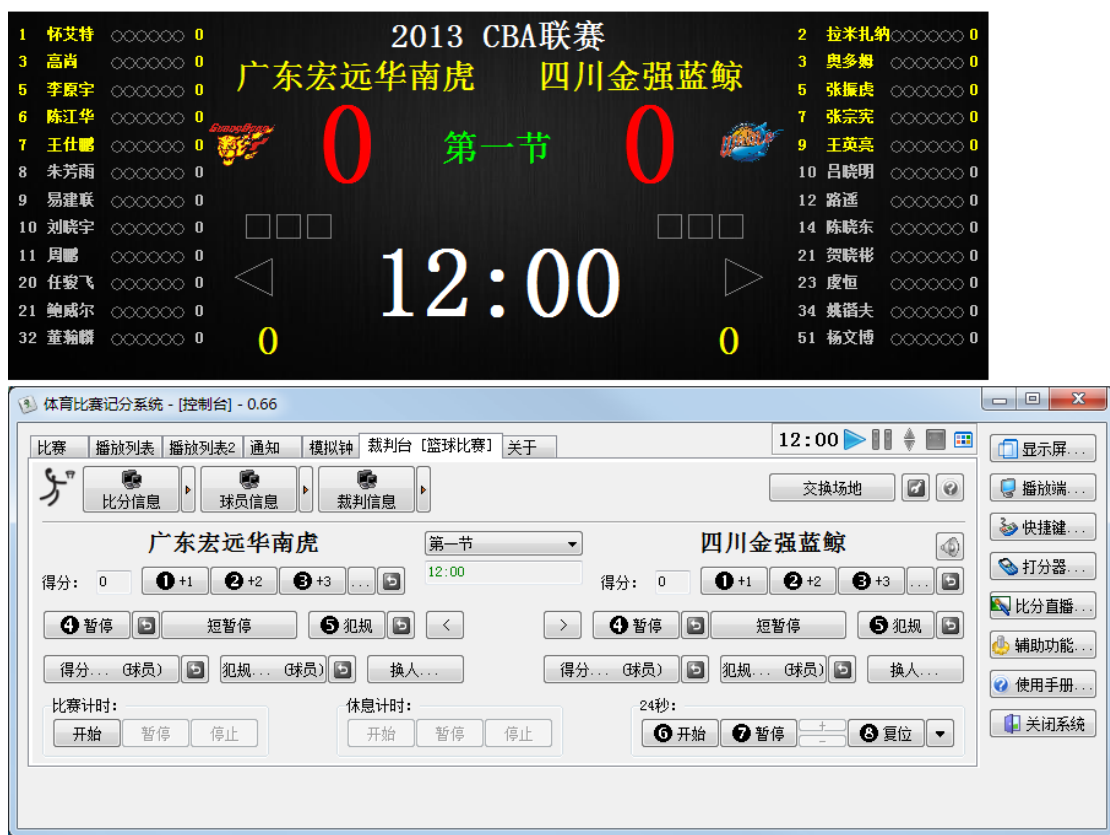 2013 CBA联赛
广东宏远华南虎 四川金强蓝鲸
0 第一节 0
12:00
0 0
1 怀艾特 0
3 高尚 0
5 李原宇 0
6 陈江华 0
7 王仕鹏 0
8 朱芳雨 0
9 易建联 0
10 刘晓宇 0
11 周鹏 0
20 任骏飞 0
21 鲍威尔 0
32 董瀚麟 0
2 拉米扎纳 0
3 奥多姆 0
5 张振虎 0
7 张宗宪 0
9 王英亮 0
10 吕晓明 0
12 路遥 0
14 陈晓东 0
21 贺晓彬 0
23 虞恒 0
34 姚锴夫 0
51 杨文博 0
体育比赛记分系统 - [控制台] - 0.66
比赛 播放列表 播放列表2 通知 模拟钟 裁判台 [篮球比赛] 关于
12:00
比分信息 球员信息 裁判信息 交换场地
广东宏远华南虎 第一节 四川金强蓝鲸
12:00
得分: 0 ❶ +1 ❷ +2 ❸ +3 ... 得分: 0 ❶ +1 ❷ +2 ❸ +3 ...
❹ 暂停 短暂停 ❺ 犯规 < > ❹ 暂停 短暂停 ❺ 犯规
得分... (球员) 犯规... (球员) 换人... 得分... (球员) 犯规... (球员) 换人...
比赛计时: 休息计时: 24秒:
开始 暂停 停止 开始 暂停 停止 ❻ 开始 ❼ 暂停 + - ❽ 复位
显示屏...
播放端...
快捷键...
打分器...
比分直播...
辅助功能...
使用手册...
关闭系统